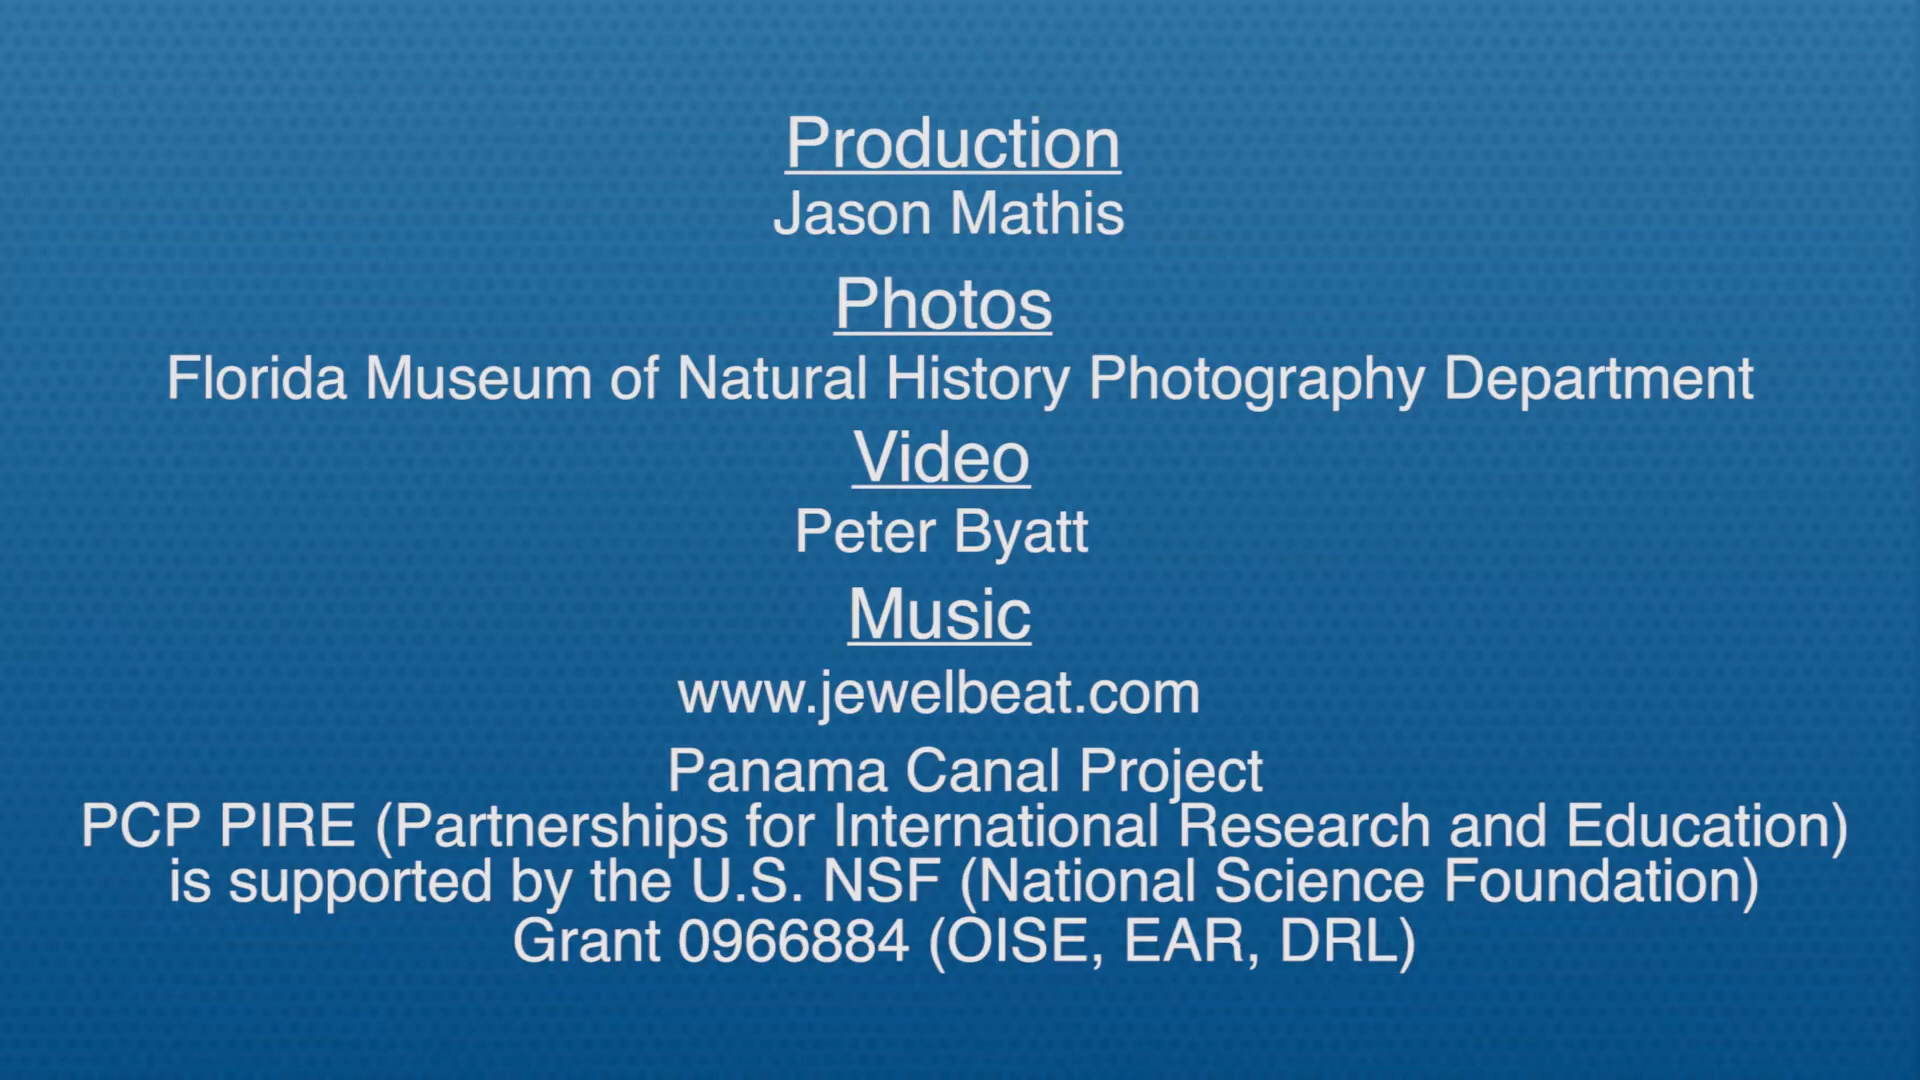 Production
Jason Mathis
Photos
Florida Museum of Natural History Photography Department
Video
Peter Byatt
Music
www.jewelbeat.com
Panama Canal Project
PCP PIRE (Partnerships for International Research and Education)
is supported by the U.S. NSF (National Science Foundation)
Grant 0966884 (OISE, EAR, DRL)